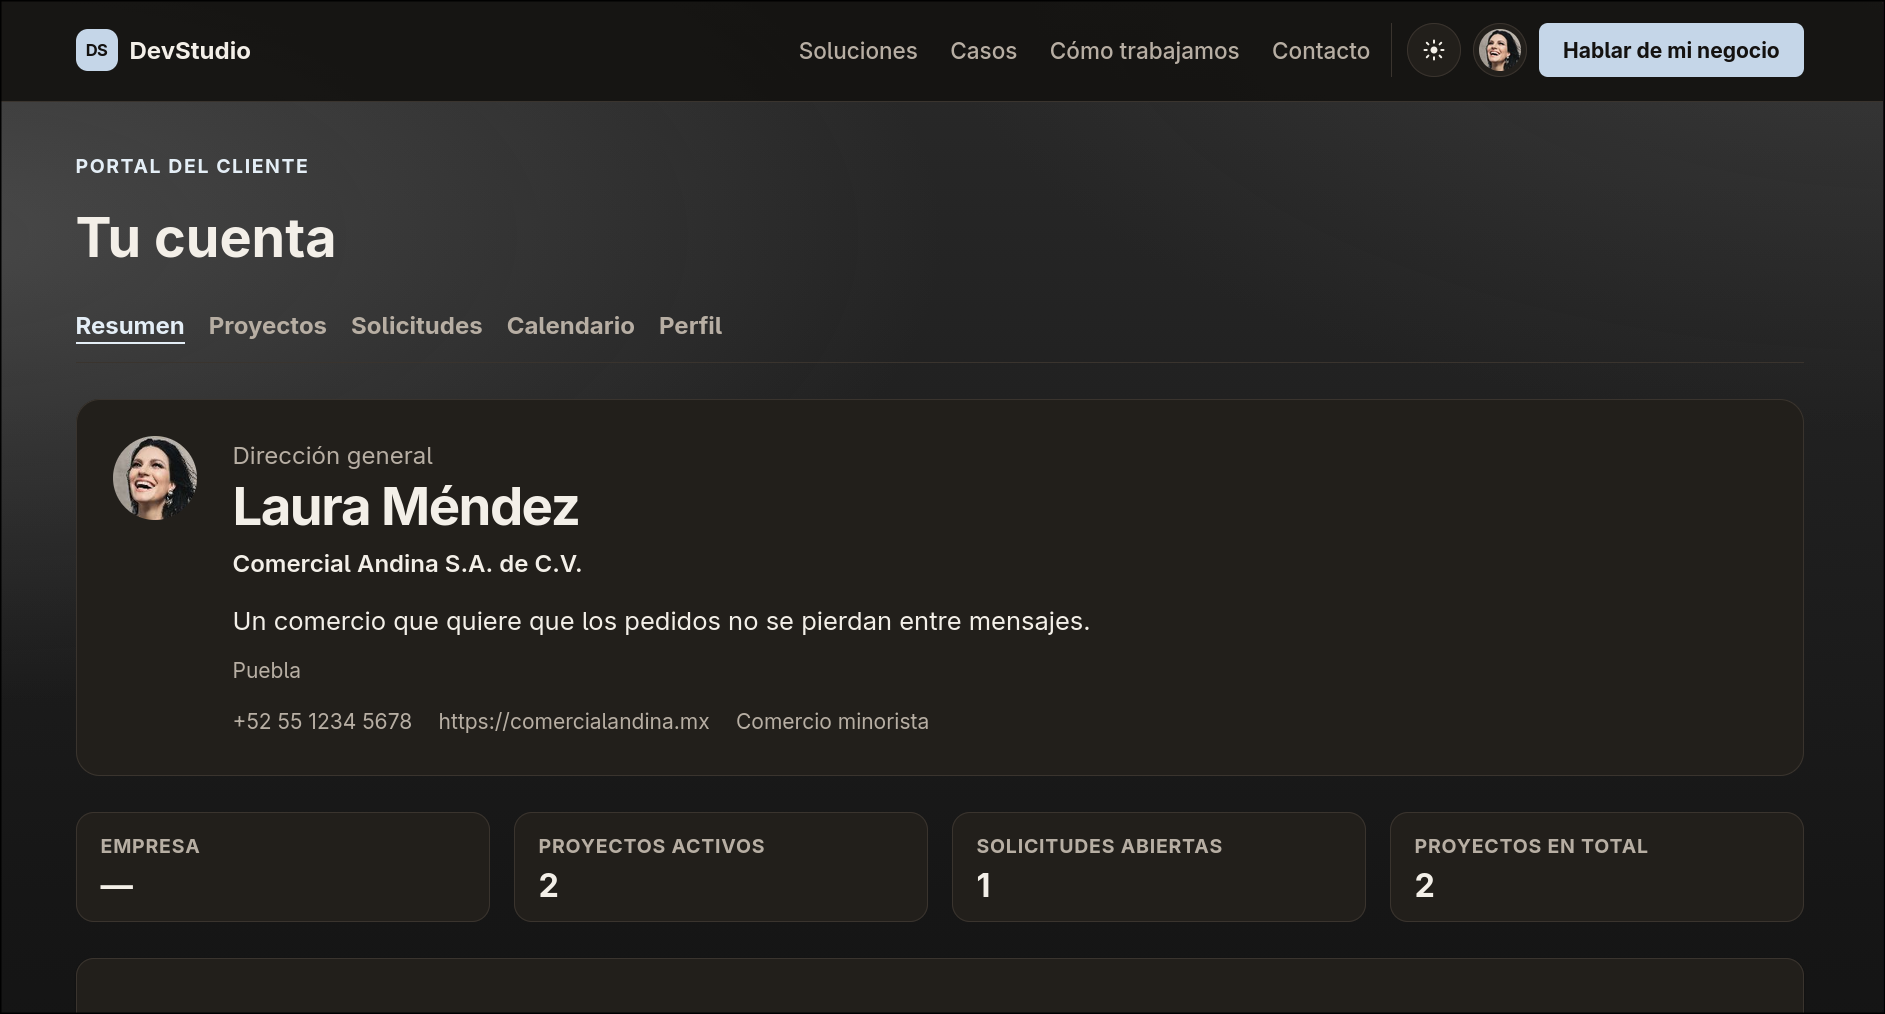 DS DevStudio Soluciones Casos Cómo trabajamos Contacto Hablar de mi negocio
PORTAL DEL CLIENTE
Tu cuenta
Resumen Proyectos Solicitudes Calendario Perfil
Dirección general
Laura Méndez
Comercial Andina S.A. de C.V.
Un comercio que quiere que los pedidos no se pierdan entre mensajes.
Puebla
+52 55 1234 5678 https://comercialandina.mx Comercio minorista
EMPRESA PROYECTOS ACTIVOS SOLICITUDES ABIERTAS PROYECTOS EN TOTAL
— 2 1 2